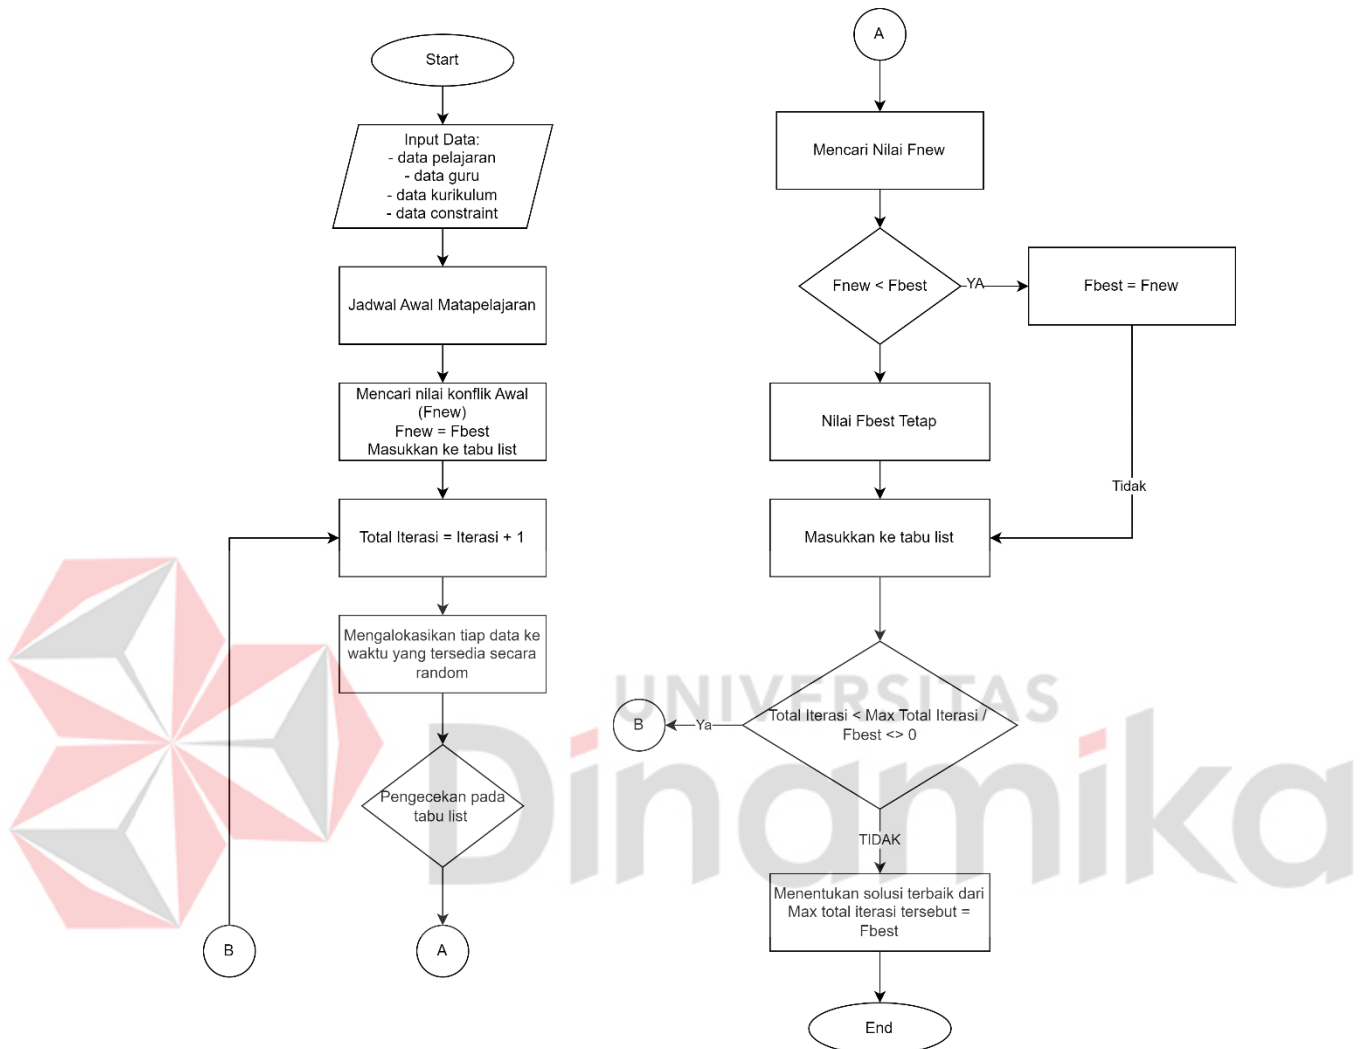 Start
Input Data:
- data pelajaran
- data guru
- data kurikulum
- data constraint
Jadwal Awal Matapelajaran
Mencari nilai konflik Awal
(Fnew)
Fnew = Fbest
Masukkan ke tabu list
Total Iterasi = Iterasi + 1
Mengalokasikan tiap data ke
waktu yang tersedia secara
random
Pengecekan pada
tabu list
B
A
A
Mencari Nilai Fnew
Fnew < Fbest
YA
Fbest = Fnew
Nilai Fbest Tetap
Tidak
Masukkan ke tabu list
Total Iterasi < Max Total Iterasi /
Fbest <> 0
Ya
B
TIDAK
Menentukan solusi terbaik dari
Max total iterasi tersebut =
Fbest
End
UNIVERSITAS
Dinamika